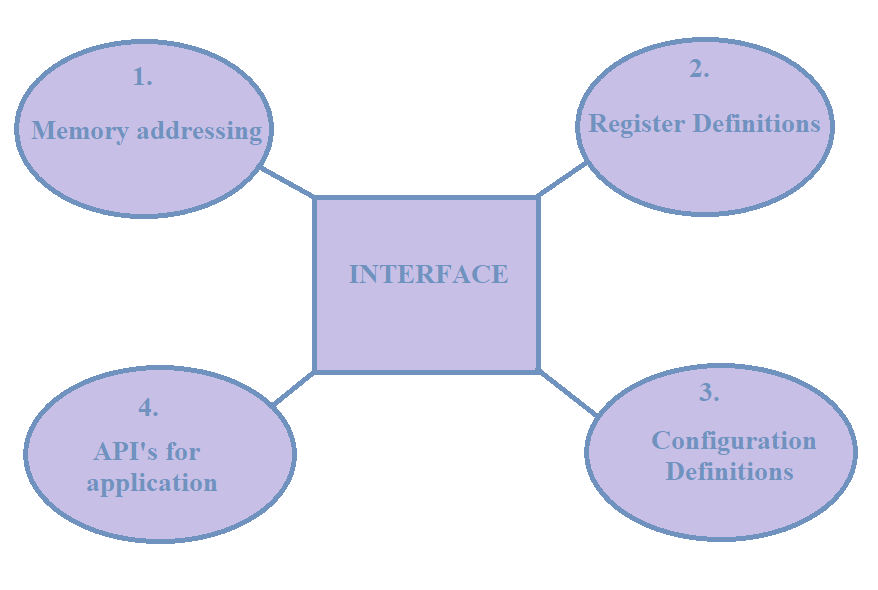 1.
Memory addressing
2.
Register Definitions
INTERFACE
4.
API's for
application
3.
Configuration
Definitions